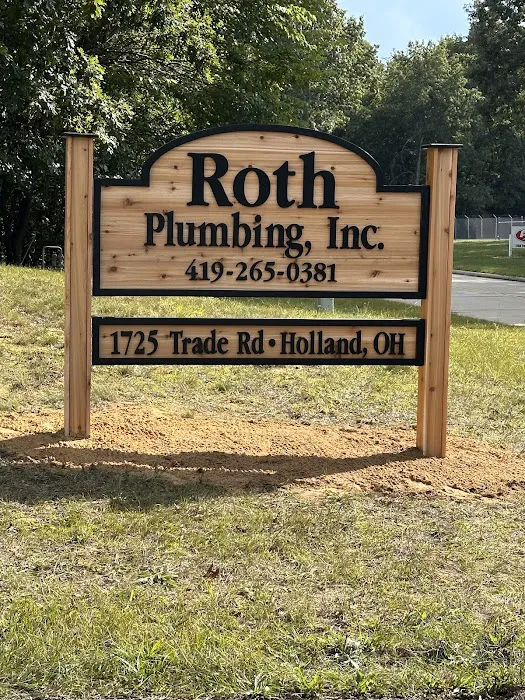 Roth
Plumbing, Inc.
419-265-0381
1725 Trade Rd • Holland, OH